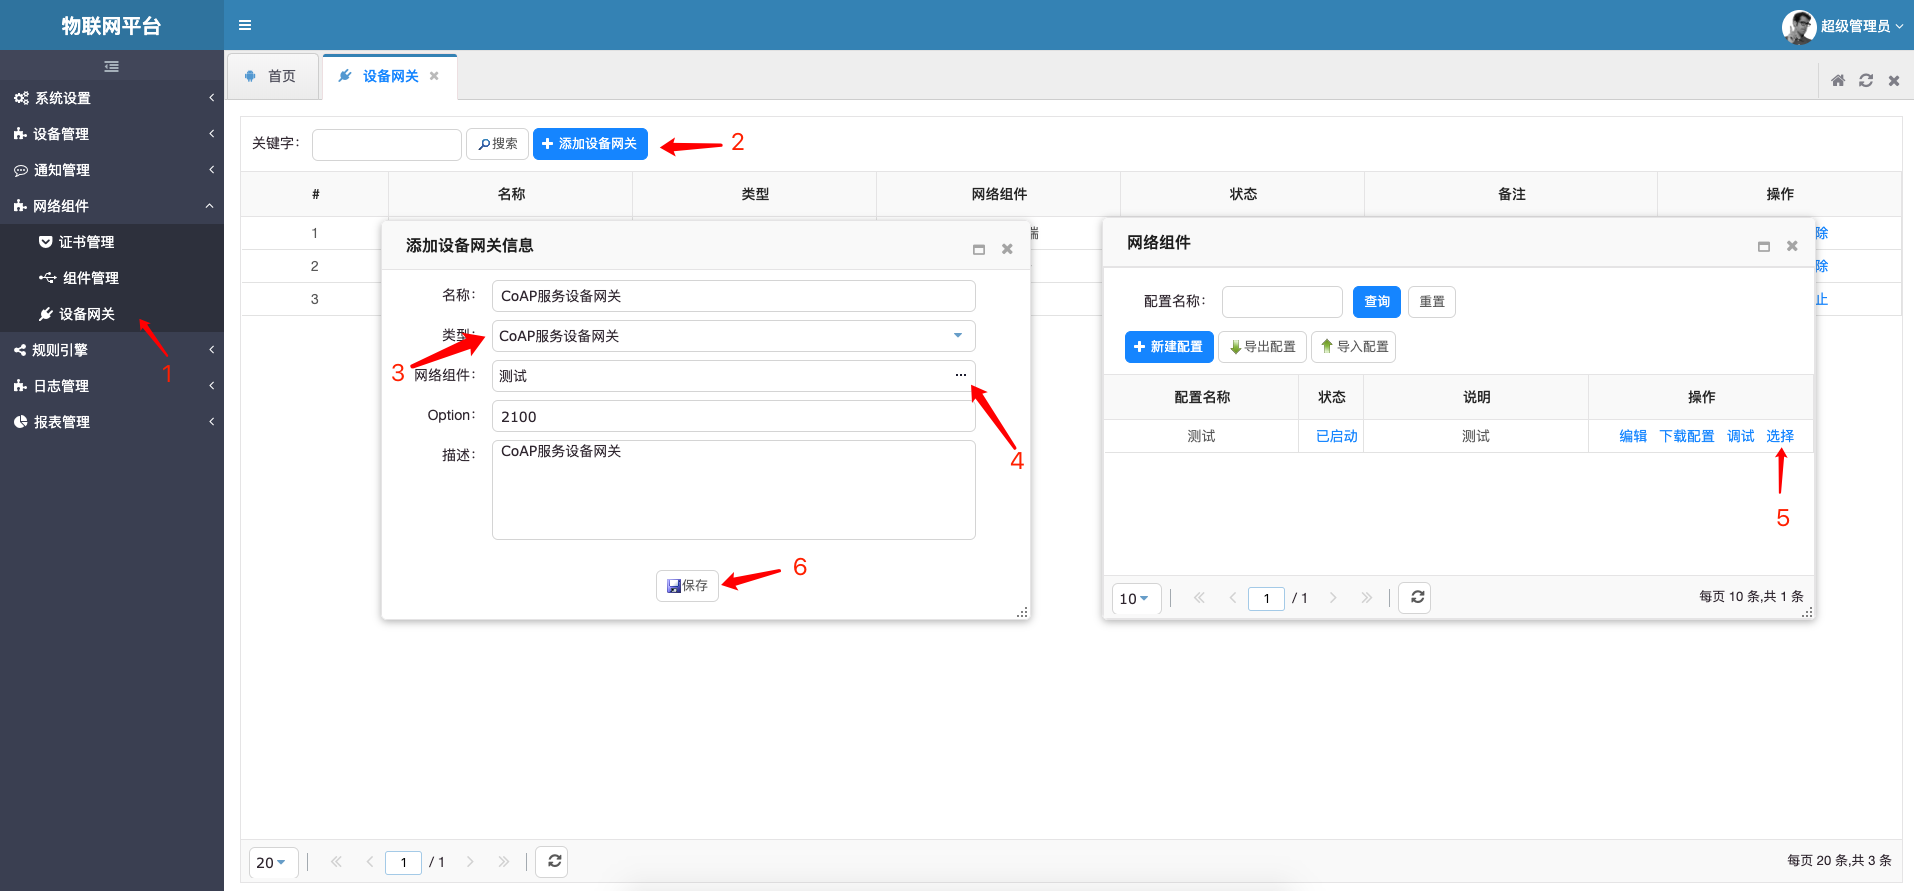 物联网平台
超级管理员
系统设置
设备管理
通知管理
网络组件
证书管理
组件管理
设备网关
规则引擎
日志管理
报表管理
1
首页
设备网关
关键字：
搜索
添加设备网关
2
# 名称 类型 网络组件 状态 备注 操作
1 端 除
2 除
3 止
添加设备网关信息
名称： CoAP服务设备网关
类型： CoAP服务设备网关
3
网络组件： 测试 ...
Option： 2100
描述： CoAP服务设备网关
4
保存
6
网络组件
配置名称： 查询 重置
新建配置 导出配置 导入配置
配置名称 状态 说明 操作
测试 已启动 测试 编辑 下载配置 调试 选择
5
10 1 / 1 每页 10 条,共 1 条
20 1 / 1 每页 20 条,共 3 条